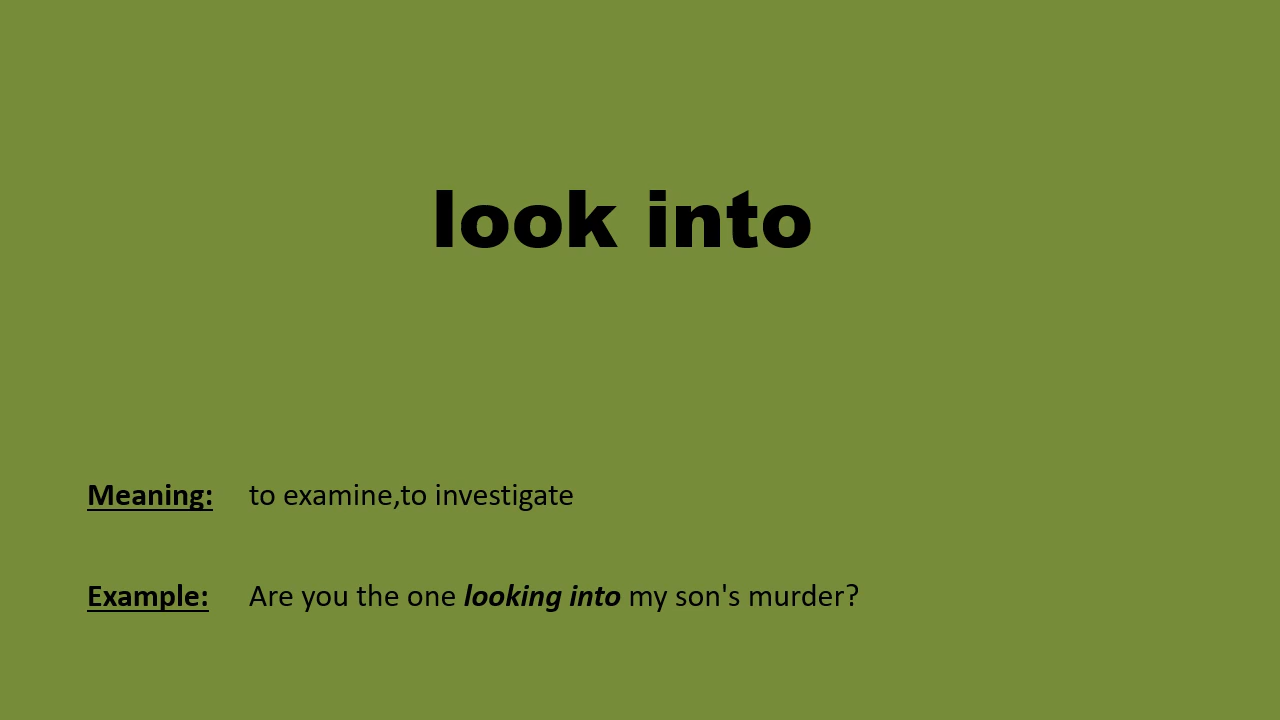 look into
Meaning: to examine,to investigate
Example: Are you the one looking into my son's murder?